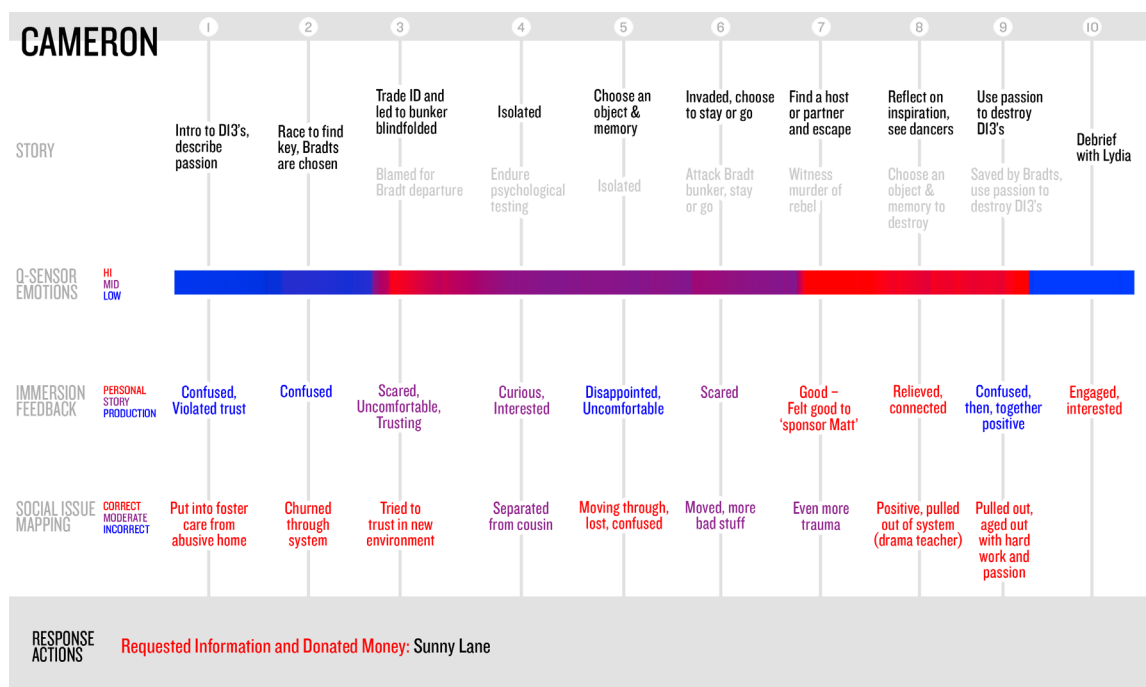 CAMERON
1 2 3 4 5 6 7 8 9 10
STORY
Intro to DI3's,
describe
passion
Race to find
key, Bradts
are chosen
Trade ID and
led to bunker
blindfolded
Isolated
Choose an
object &
memory
Invaded, choose
to stay or go
Find a host
or partner
and escape
Reflect on
inspiration,
see dancers
Use passion
to destroy
DI3's
Debrief
with Lydia
Blamed for
Bradt departure
Endure
psychological
testing
Isolated
Attack Bradt
bunker, stay
or go
Witness
murder of
rebel
Choose an
object &
memory to
destroy
Saved by Bradts,
use passion to
destroy DI3's
Q-SENSOR
EMOTIONS
HI
MID
LOW
IMMERSION
FEEDBACK
PERSONAL
STORY
PRODUCTION
Confused,
Violated trust
Confused
Scared,
Uncomfortable,
Trusting
Curious,
Interested
Disappointed,
Uncomfortable
Scared
Good –
Felt good to
'sponsor Matt'
Relieved,
connected
Confused,
then, together
positive
Engaged,
interested
SOCIAL ISSUE
MAPPING
CORRECT
MODERATE
INCORRECT
Put into foster
care from
abusive home
Churned
through
system
Tried to
trust in new
environment
Separated
from cousin
Moving through,
lost, confused
Moved, more
bad stuff
Even more
trauma
Positive, pulled
out of system
(drama teacher)
Pulled out,
aged out
with hard
work and
passion
RESPONSE
ACTIONS
Requested Information and Donated Money: Sunny Lane